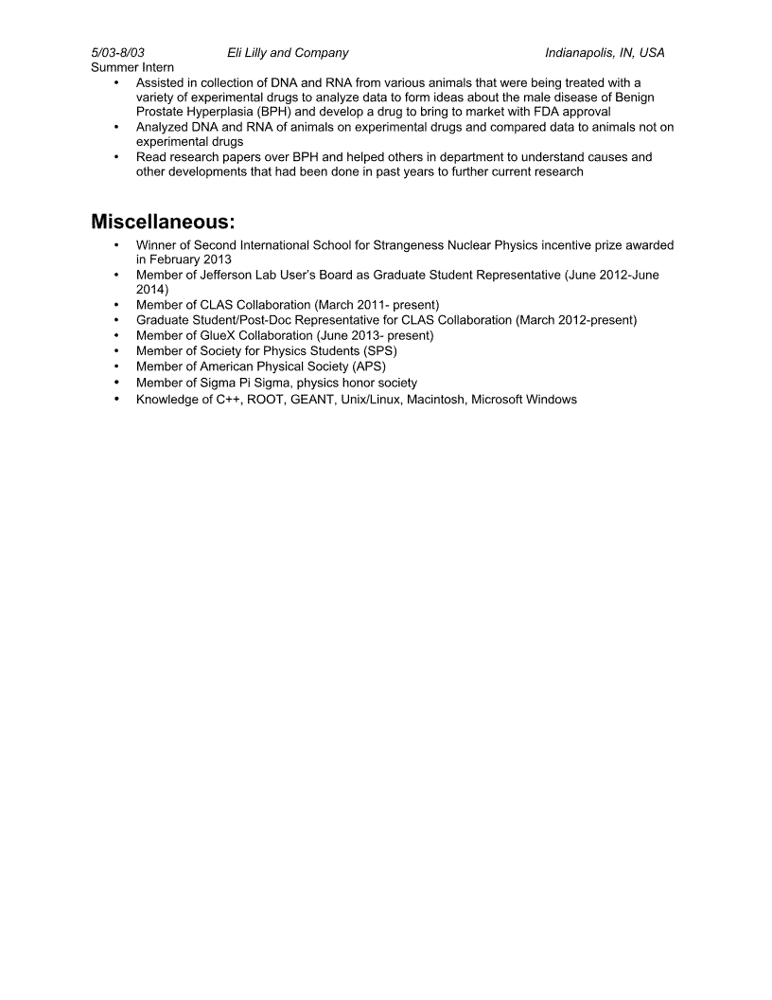 5/03-8/03 Eli Lilly and Company Indianapolis, IN, USA
Summer Intern
• Assisted in collection of DNA and RNA from various animals that were being treated with a
variety of experimental drugs to analyze data to form ideas about the male disease of Benign
Prostate Hyperplasia (BPH) and develop a drug to bring to market with FDA approval
• Analyzed DNA and RNA of animals on experimental drugs and compared data to animals not on
experimental drugs
• Read research papers over BPH and helped others in department to understand causes and
other developments that had been done in past years to further current research
Miscellaneous:
• Winner of Second International School for Strangeness Nuclear Physics incentive prize awarded
in February 2013
• Member of Jefferson Lab User’s Board as Graduate Student Representative (June 2012-June
2014)
• Member of CLAS Collaboration (March 2011- present)
• Graduate Student/Post-Doc Representative for CLAS Collaboration (March 2012-present)
• Member of GlueX Collaboration (June 2013- present)
• Member of Society for Physics Students (SPS)
• Member of American Physical Society (APS)
• Member of Sigma Pi Sigma, physics honor society
• Knowledge of C++, ROOT, GEANT, Unix/Linux, Macintosh, Microsoft Windows